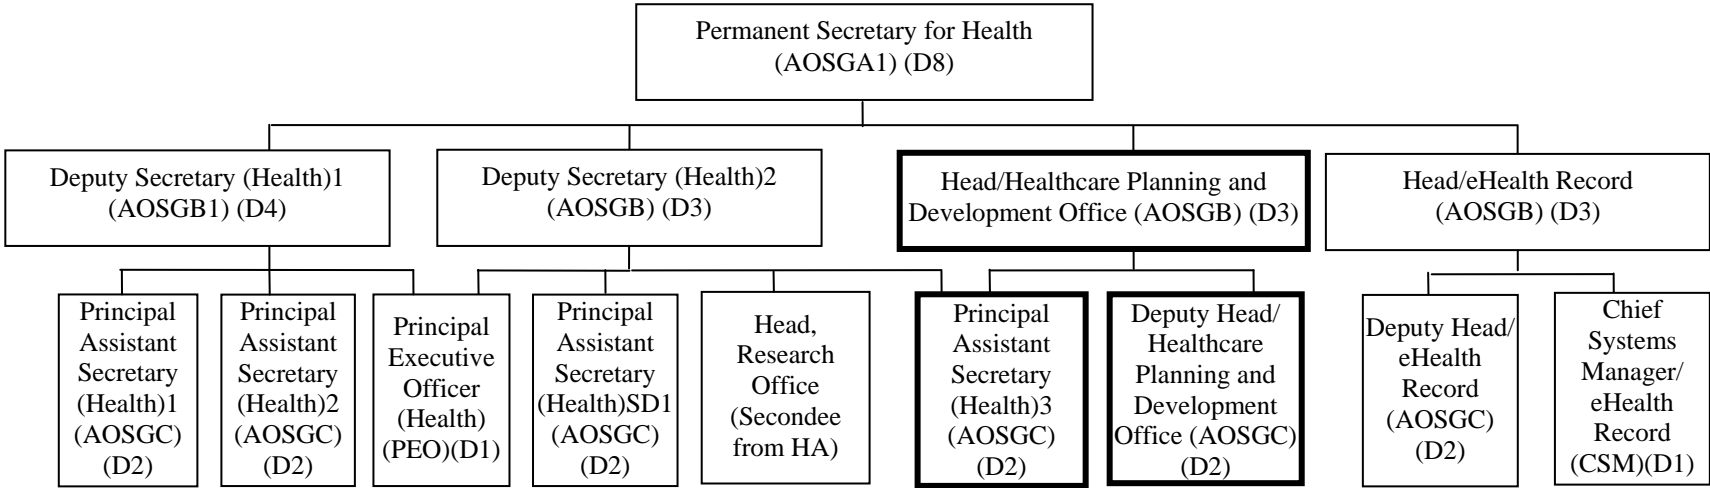 Permanent Secretary for Health
(AOSGA1) (D8)
Deputy Secretary (Health)1
(AOSGB1) (D4)
Deputy Secretary (Health)2
(AOSGB) (D3)
Head/Healthcare Planning and
Development Office (AOSGB) (D3)
Head/eHealth Record
(AOSGB) (D3)
Principal
Assistant
Secretary
(Health)1
(AOSGC)
(D2)
Principal
Assistant
Secretary
(Health)2
(AOSGC)
(D2)
Principal
Executive
Officer
(Health)
(PEO)(D1)
Principal
Assistant
Secretary
(Health)SD1
(AOSGC)
(D2)
Head,
Research
Office
(Secondee
from HA)
Principal
Assistant
Secretary
(Health)3
(AOSGC)
(D2)
Deputy Head/
Healthcare
Planning and
Development
Office (AOSGC)
(D2)
Deputy Head/
eHealth
Record
(AOSGC)
(D2)
Chief
Systems
Manager/
eHealth
Record
(CSM)(D1)